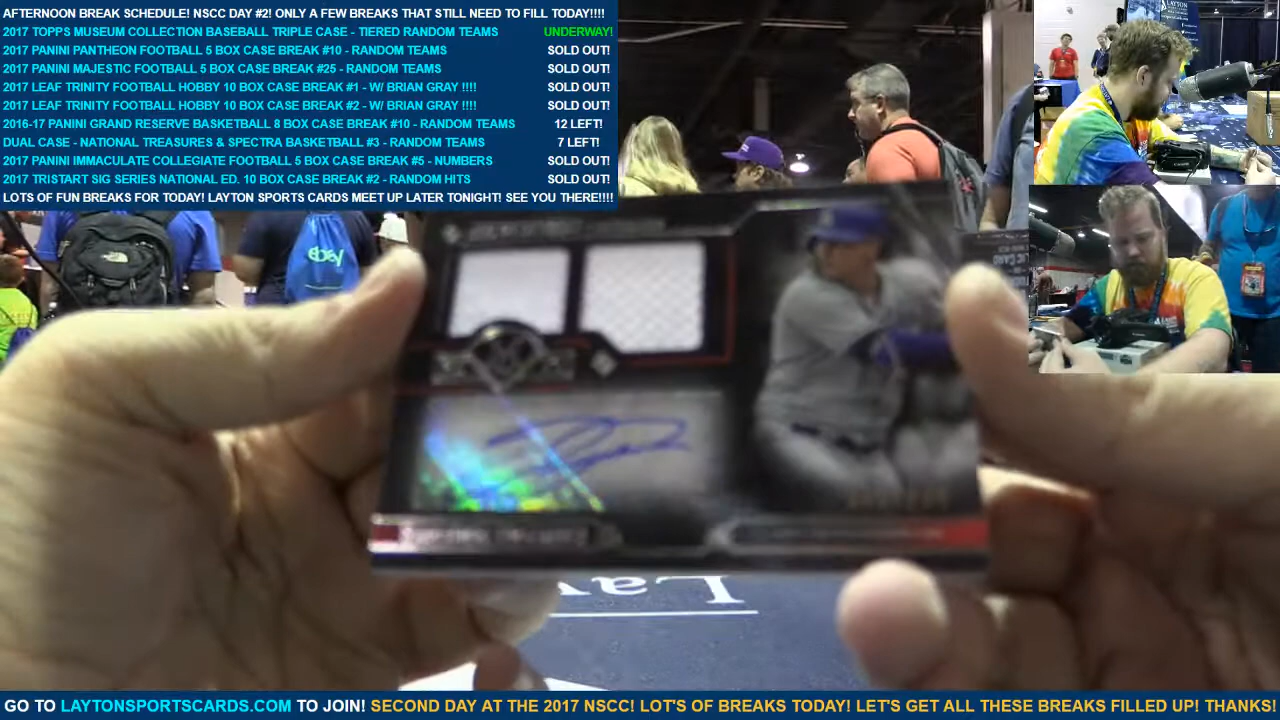 AFTERNOON BREAK SCHEDULE! NSCC DAY #2! ONLY A FEW BREAKS THAT STILL NEED TO FILL TODAY!!!!
2017 TOPPS MUSEUM COLLECTION BASEBALL TRIPLE CASE - TIERED RANDOM TEAMS UNDERWAY!
2017 PANINI PANTHEON FOOTBALL 5 BOX CASE BREAK #10 - RANDOM TEAMS SOLD OUT!
2017 PANINI MAJESTIC FOOTBALL 5 BOX CASE BREAK #25 - RANDOM TEAMS SOLD OUT!
2017 LEAF TRINITY FOOTBALL HOBBY 10 BOX CASE BREAK #1 - W/ BRIAN GRAY !!!! SOLD OUT!
2017 LEAF TRINITY FOOTBALL HOBBY 10 BOX CASE BREAK #2 - W/ BRIAN GRAY !!!! SOLD OUT!
2016-17 PANINI GRAND RESERVE BASKETBALL 8 BOX CASE BREAK #10 - RANDOM TEAMS 12 LEFT!
DUAL CASE - NATIONAL TREASURES & SPECTRA BASKETBALL #3 - RANDOM TEAMS 7 LEFT!
2017 PANINI IMMACULATE COLLEGIATE FOOTBALL 5 BOX CASE BREAK #5 - NUMBERS SOLD OUT!
2017 TRISTART SIG SERIES NATIONAL ED. 10 BOX CASE BREAK #2 - RANDOM HITS SOLD OUT!
LOTS OF FUN BREAKS FOR TODAY! LAYTON SPORTS CARDS MEET UP LATER TONIGHT! SEE YOU THERE!!!!
LAYTON
ebay
GO TO LAYTONSPORTSCARDS.COM TO JOIN! SECOND DAY AT THE 2017 NSCC! LOT'S OF BREAKS TODAY! LET'S GET ALL THESE BREAKS FILLED UP! THANKS!